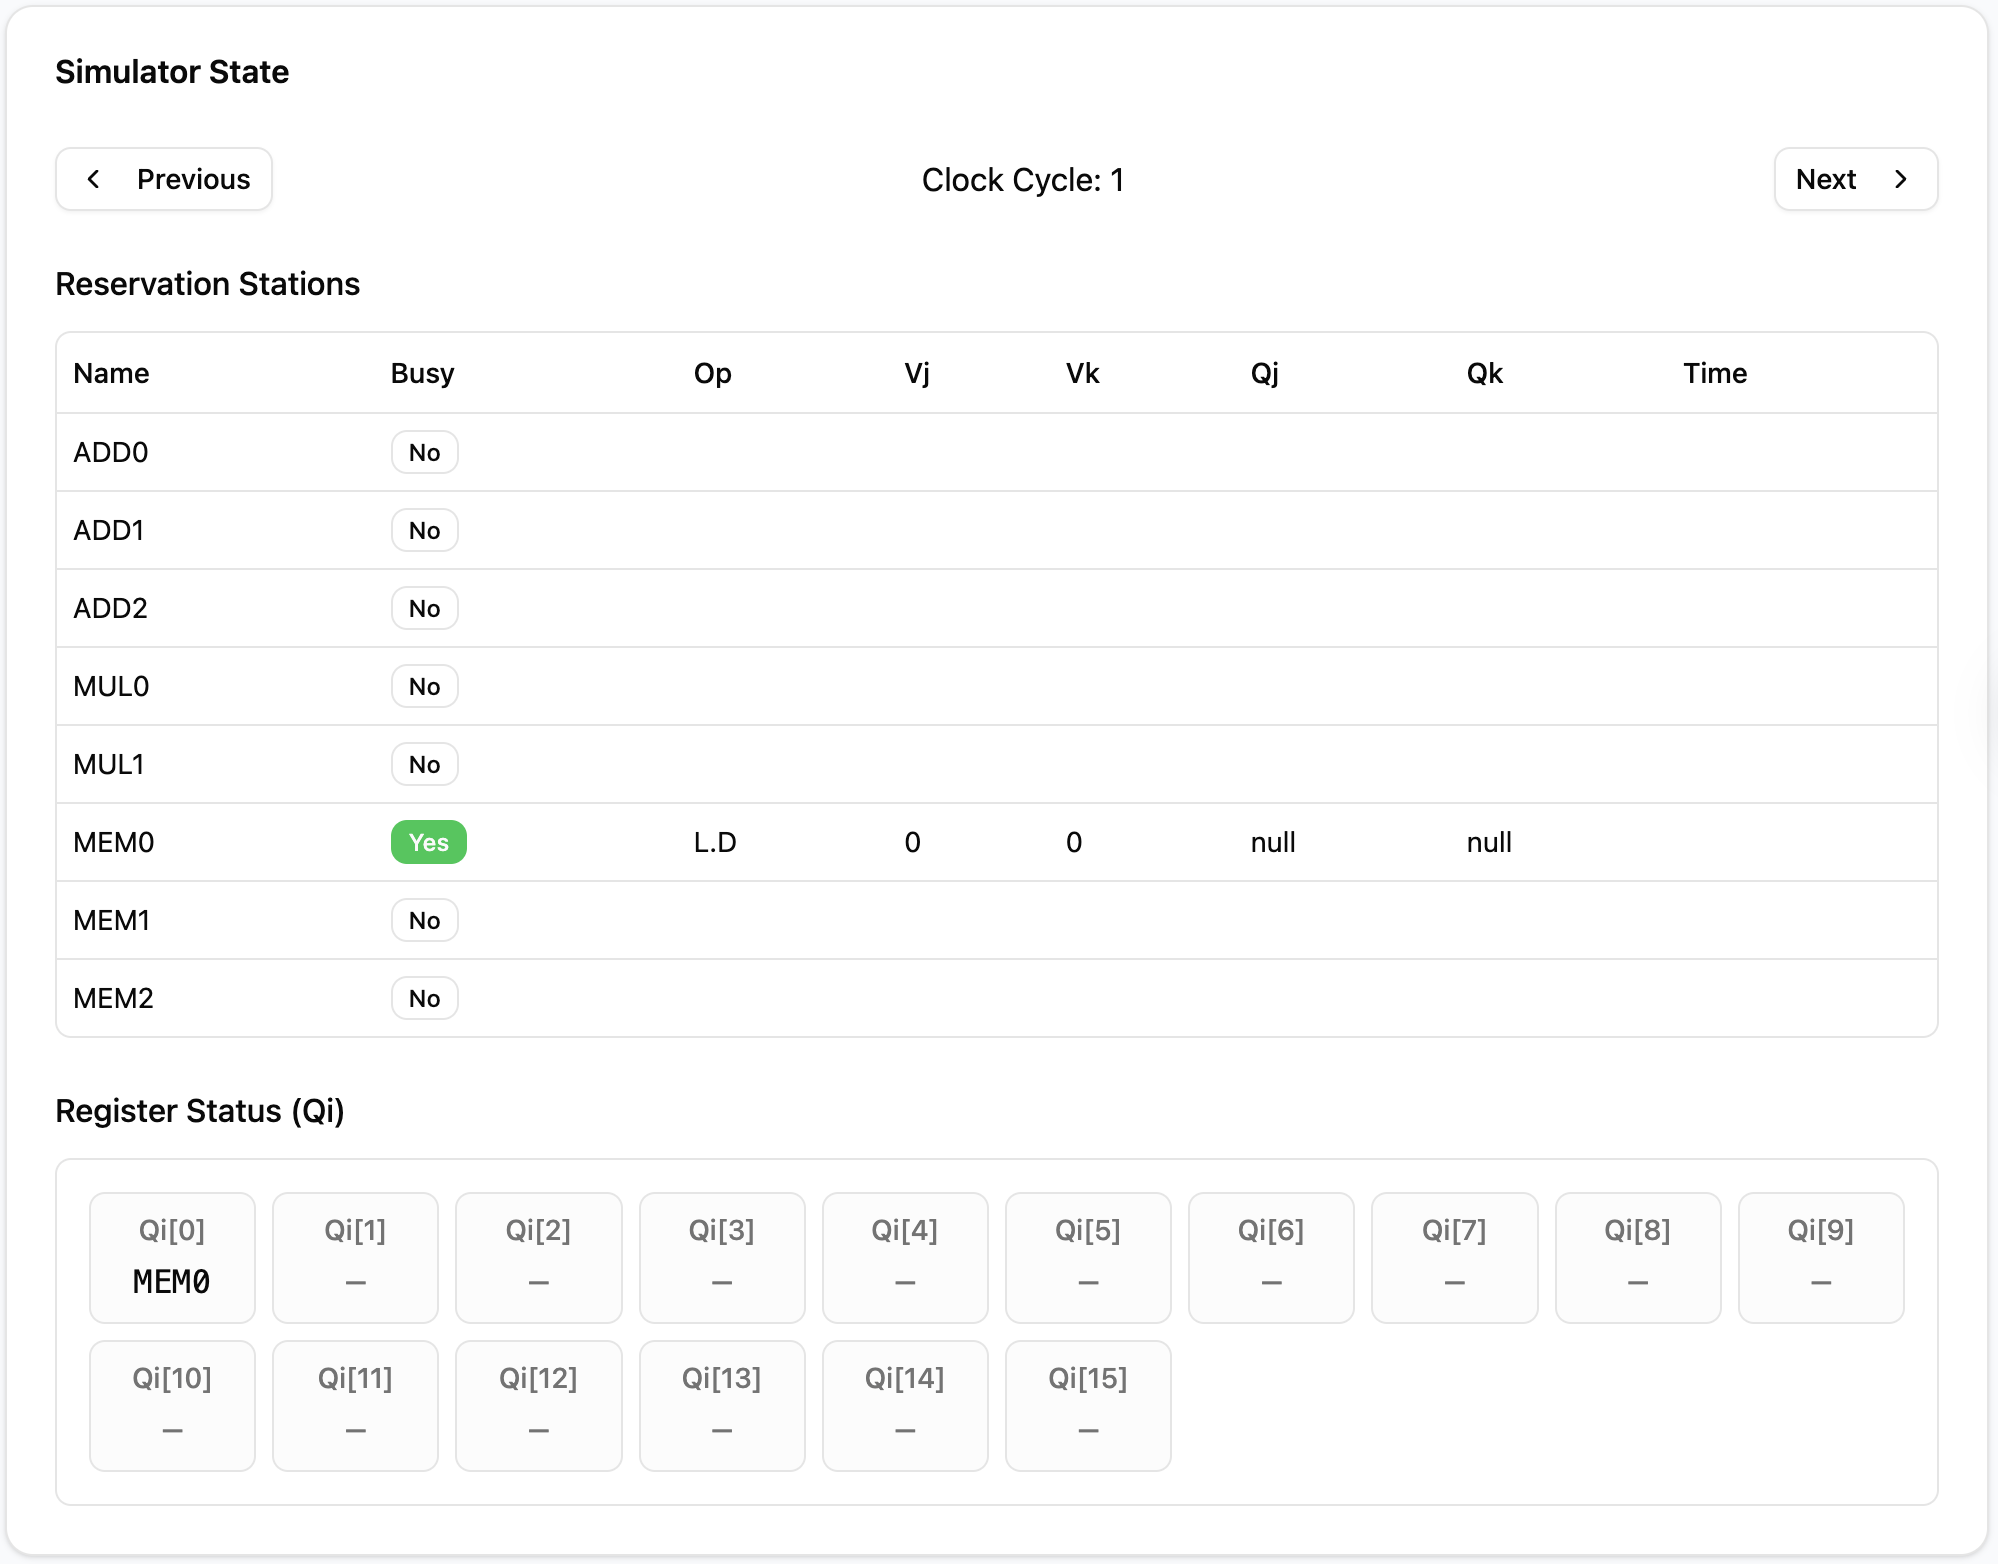 Simulator State
Previous
Clock Cycle: 1
Next
Reservation Stations
Name Busy Op Vj Vk Qj Qk Time
ADD0 No
ADD1 No
ADD2 No
MUL0 No
MUL1 No
MEM0 Yes L.D 0 0 null null
MEM1 No
MEM2 No
Register Status (Qi)
Qi[0] Qi[1] Qi[2] Qi[3] Qi[4] Qi[5] Qi[6] Qi[7] Qi[8] Qi[9]
MEM0 – – – – – – – – –
Qi[10] Qi[11] Qi[12] Qi[13] Qi[14] Qi[15]
– – – – – –